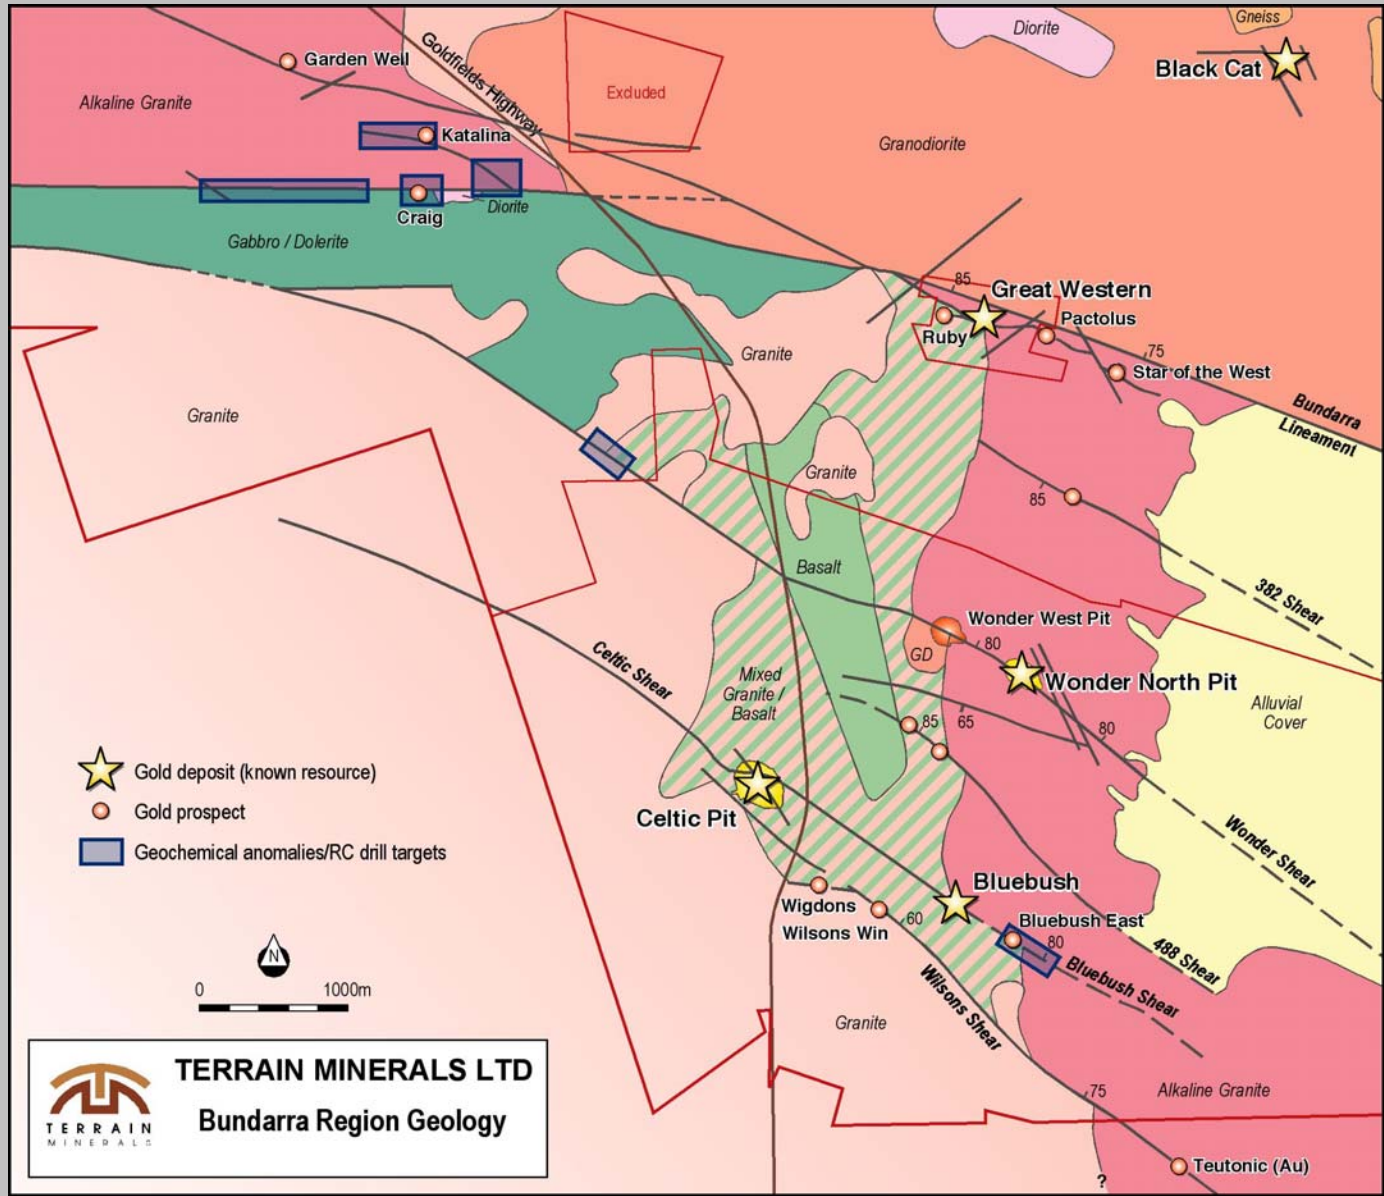 Gneiss
Diorite
Black Cat
Goldfields Highway
Garden Well
Excluded
Alkaline Granite
Katalina
Granodiorite
Diorite
Craig
Gabbro / Dolerite
85
Great Western
Pactolus
Ruby
75
Granite
Star of the West
Bundarra
Lineament
Granite
Granite
85
Basalt
382 Shear
Wonder West Pit
80
GD
Celtic Shear
Mixed
Granite /
Basalt
Wonder North Pit
Alluvial
Cover
85
65
80
Gold deposit (known resource)
Gold prospect
Geochemical anomalies/RC drill targets
Celtic Pit
Wonder Shear
Bluebush
Wigdons
Wilsons Win
60
Bluebush East
80
488 Shear
Bluebush Shear
Wilsons Shear
N
0
1000m
Granite
TERRAIN MINERALS LTD
Bundarra Region Geology
TERRAIN
MINERALS
75
Alkaline Granite
Teutonic (Au)
?